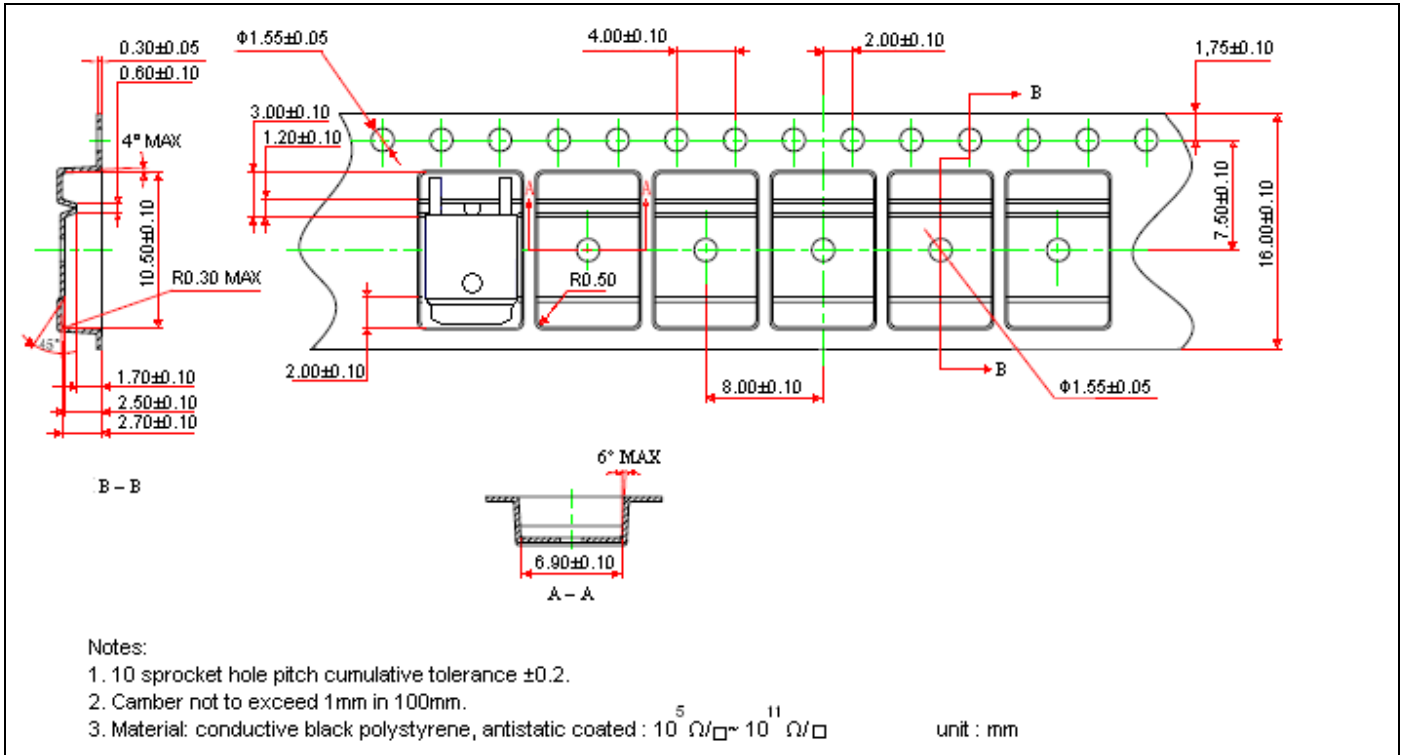 0.30±0.05
Φ1.55±0.05
4.00±0.10
2.00±0.10
1,75±0.10
0.60±0.10
B
3.00±0.10
4° MAX
1.20±0.10
A
A
7.50±0.10
16.00±0.10
10.50±0.10
R0.30 MAX
R0.50
45°
1.70±0.10
2.00±0.10
8.00±0.10
B
Φ1.55±0.05
2.50±0.10
2.70±0.10
6° MAX
B – B
6.90±0.10
A – A
Notes:
1. 10 sprocket hole pitch cumulative tolerance ±0.2.
2. Camber not to exceed 1mm in 100mm.
3. Material: conductive black polystyrene, antistatic coated : 10⁵ Ω/□~ 10¹¹ Ω/□ unit : mm